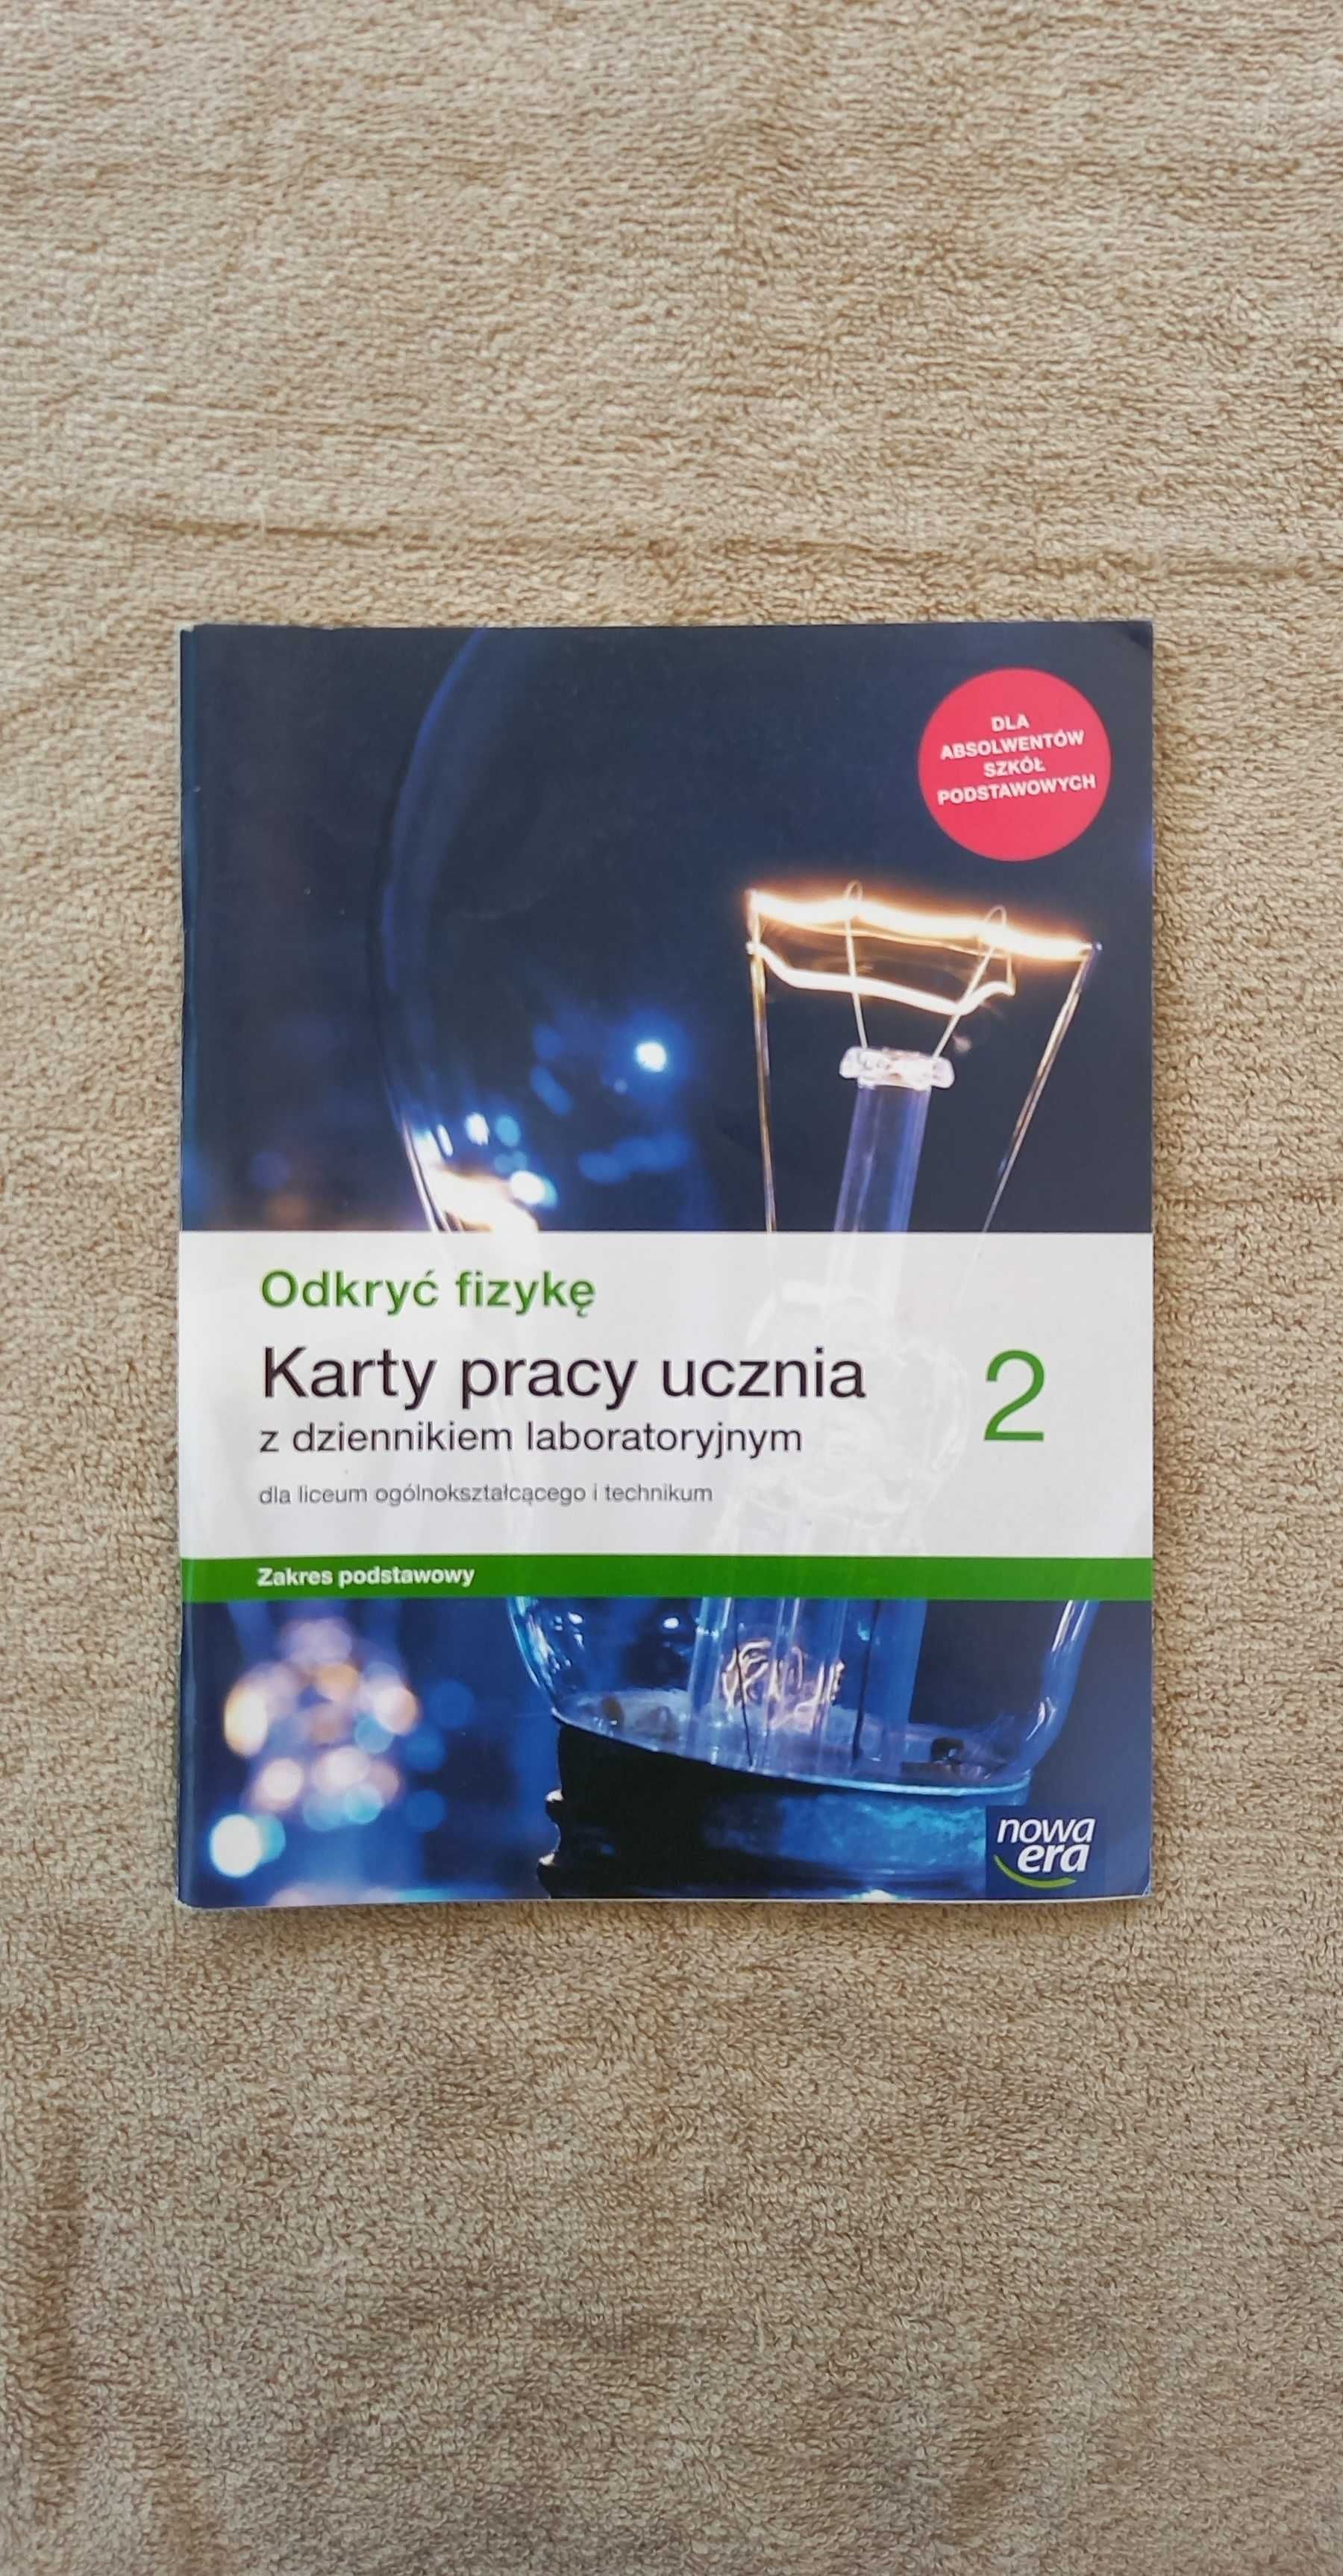 DLA
ABSOLWENTÓW
SZKÓŁ
PODSTAWOWYCH
Odkryć fizykę
Karty pracy ucznia
2
z dziennikiem laboratoryjnym
dla liceum ogólnokształcącego i technikum
Zakres podstawowy
nowa
era